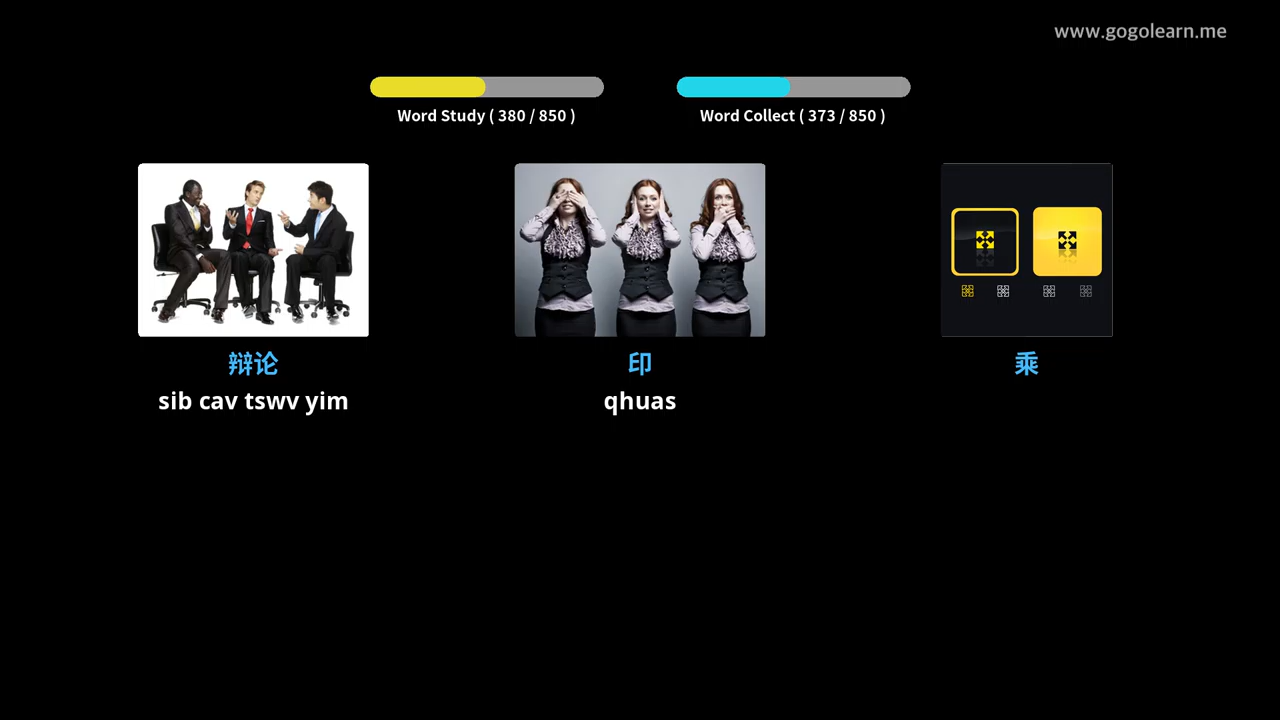 www.gogolearn.me
Word Study ( 380 / 850 )
Word Collect ( 373 / 850 )
辩论
印
乘
sib cav tswv yim
qhuas